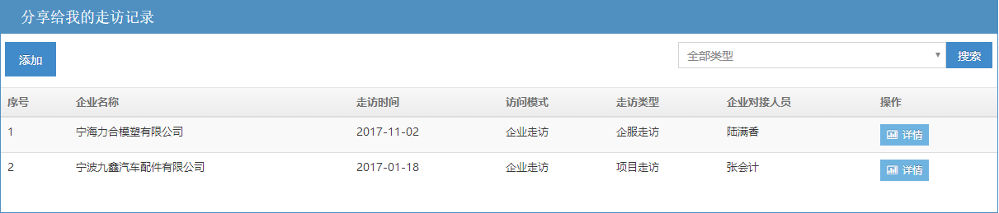 分享给我的走访记录
添加
全部类型 搜索
序号 企业名称 走访时间 访问模式 走访类型 企业对接人员 操作
1 宁海力合模塑有限公司 2017-11-02 企业走访 企服走访 陆满香 详情
2 宁波九鑫汽车配件有限公司 2017-01-18 企业走访 项目走访 张会计 详情